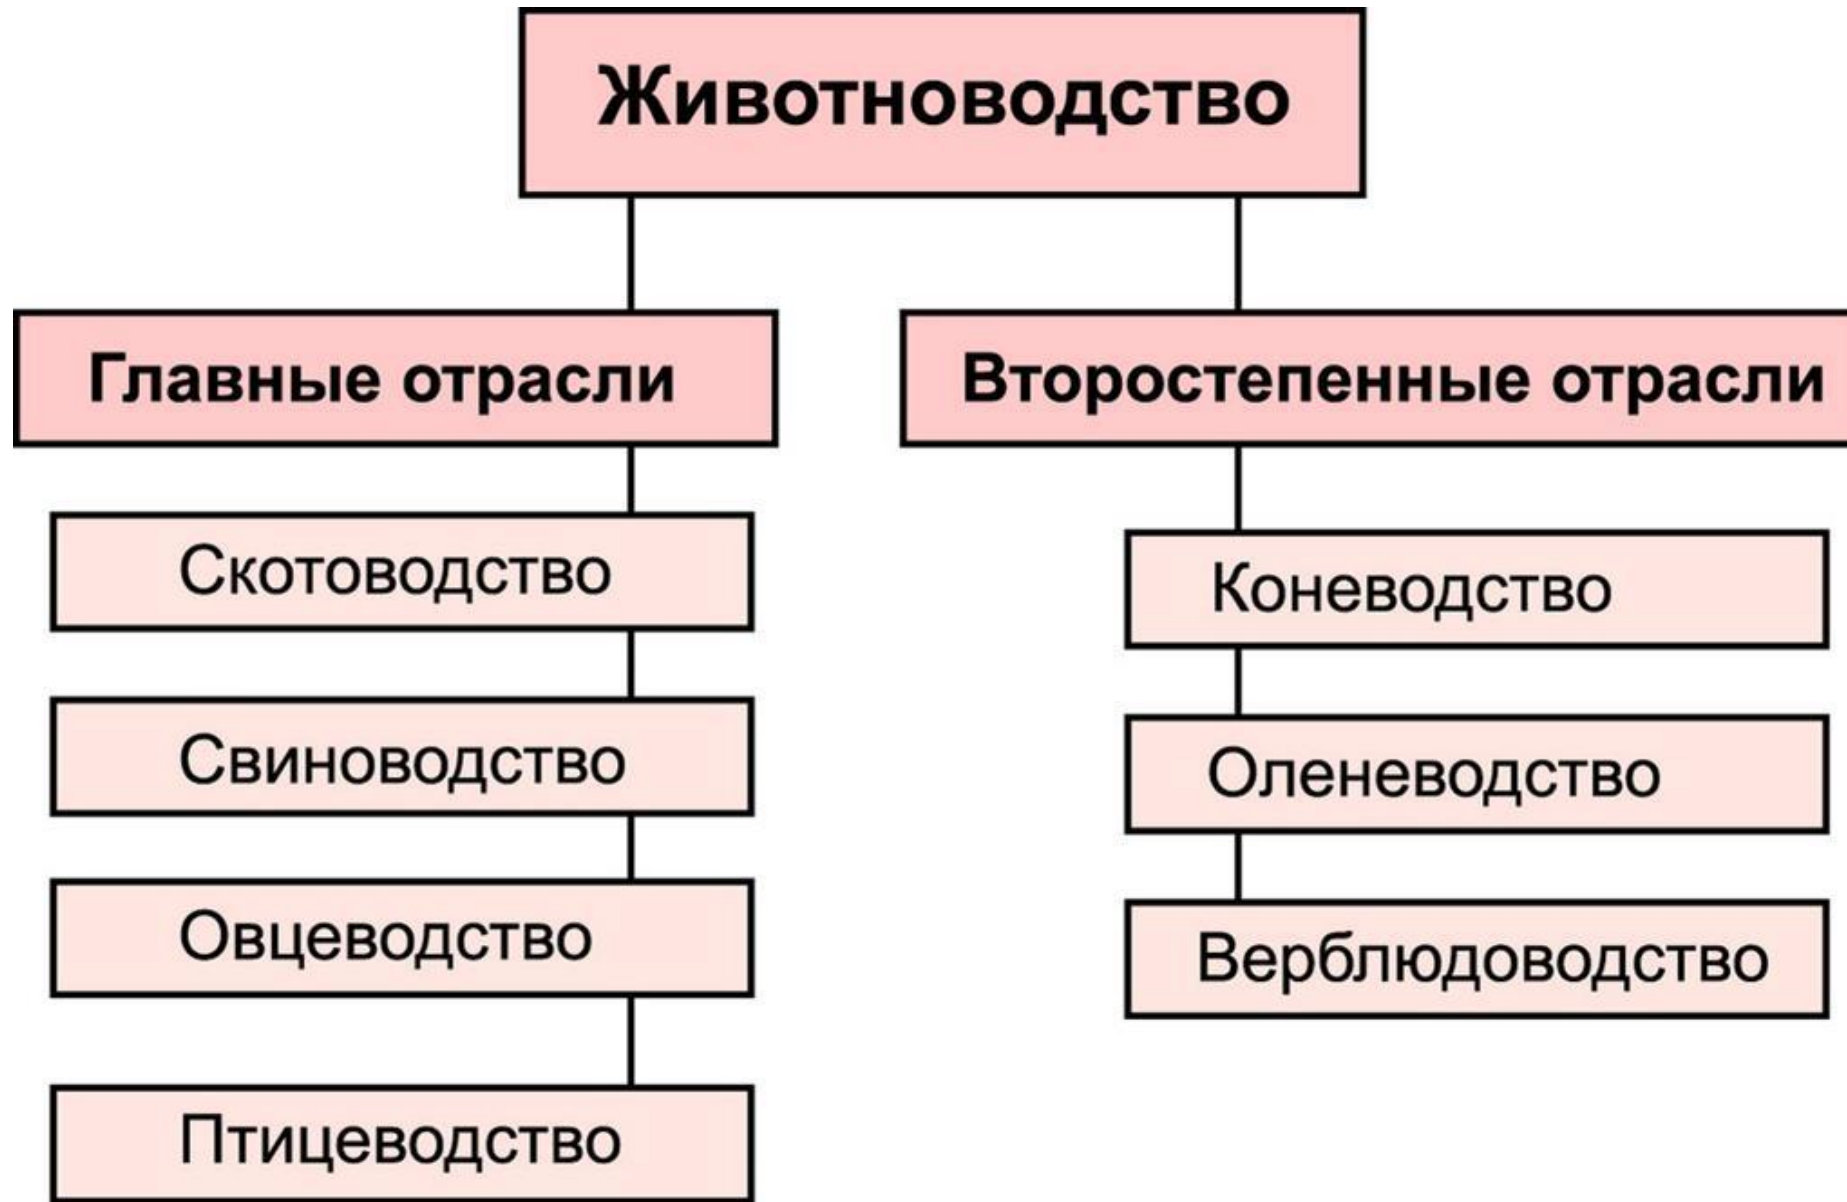 Животноводство
Главные отрасли
Скотоводство
Свиноводство
Овцеводство
Птицеводство
Второстепенные отрасли
Коневодство
Оленеводство
Верблюдоводство